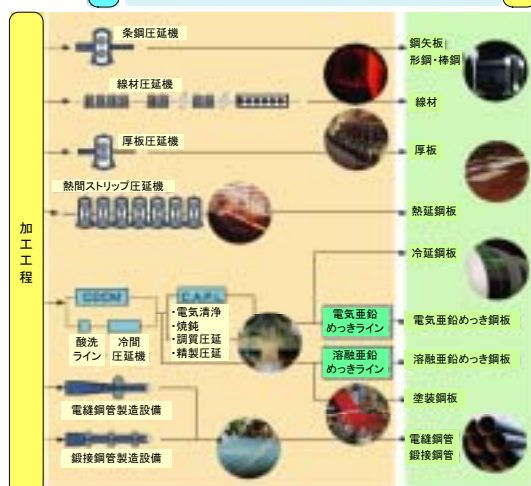 加工工程
条鋼圧延機
鋼矢板
形鋼・棒鋼
線材圧延機
線材
厚板圧延機
厚板
熱間ストリップ圧延機
熱延鋼板
冷延鋼板
CDCM
C.A.P.L
・電気清浄
・焼鈍
・調質圧延
・精製圧延
酸洗
ライン
冷間
圧延機
電気亜鉛
めっきライン
電気亜鉛めっき鋼板
溶融亜鉛
めっきライン
溶融亜鉛めっき鋼板
塗装鋼板
電縫鋼管製造設備
電縫鋼管
鍛接鋼管
鍛接鋼管製造設備